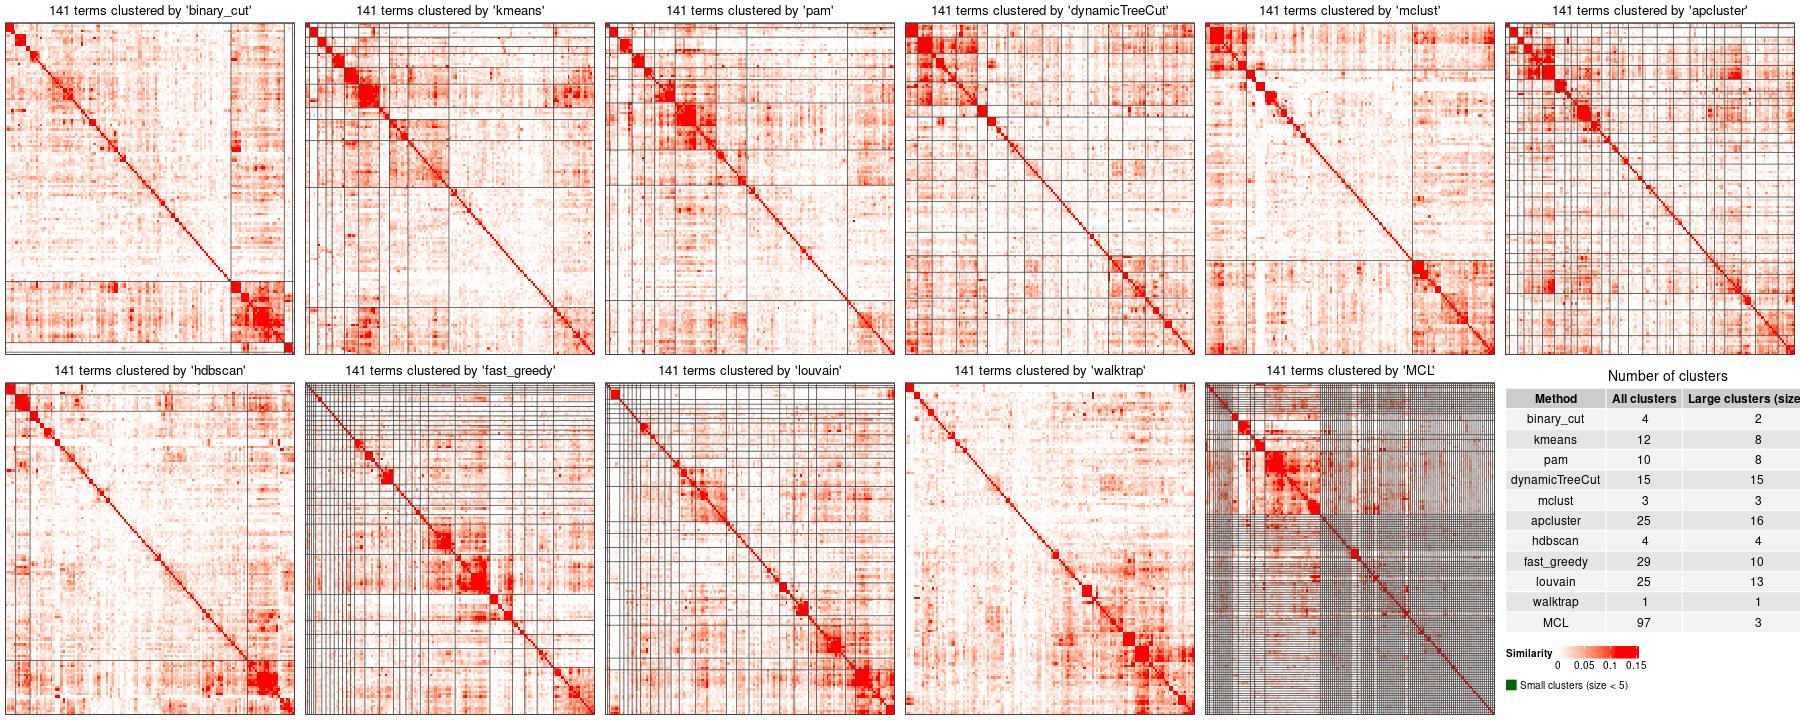 141 terms clustered by 'binary_cut'
141 terms clustered by 'kmeans'
141 terms clustered by 'pam'
141 terms clustered by 'dynamicTreeCut'
141 terms clustered by 'mclust'
141 terms clustered by 'apcluster'
141 terms clustered by 'hdbscan'
141 terms clustered by 'fast_greedy'
141 terms clustered by 'louvain'
141 terms clustered by 'walktrap'
141 terms clustered by 'MCL'
Number of clusters
Method All clusters Large clusters (size
binary_cut 4 2
kmeans 12 8
pam 10 8
dynamicTreeCut 15 15
mclust 3 3
apcluster 25 16
hdbscan 4 4
fast_greedy 29 10
louvain 25 13
walktrap 1 1
MCL 97 3
Similarity
0 0.05 0.1 0.15
Small clusters (size < 5)